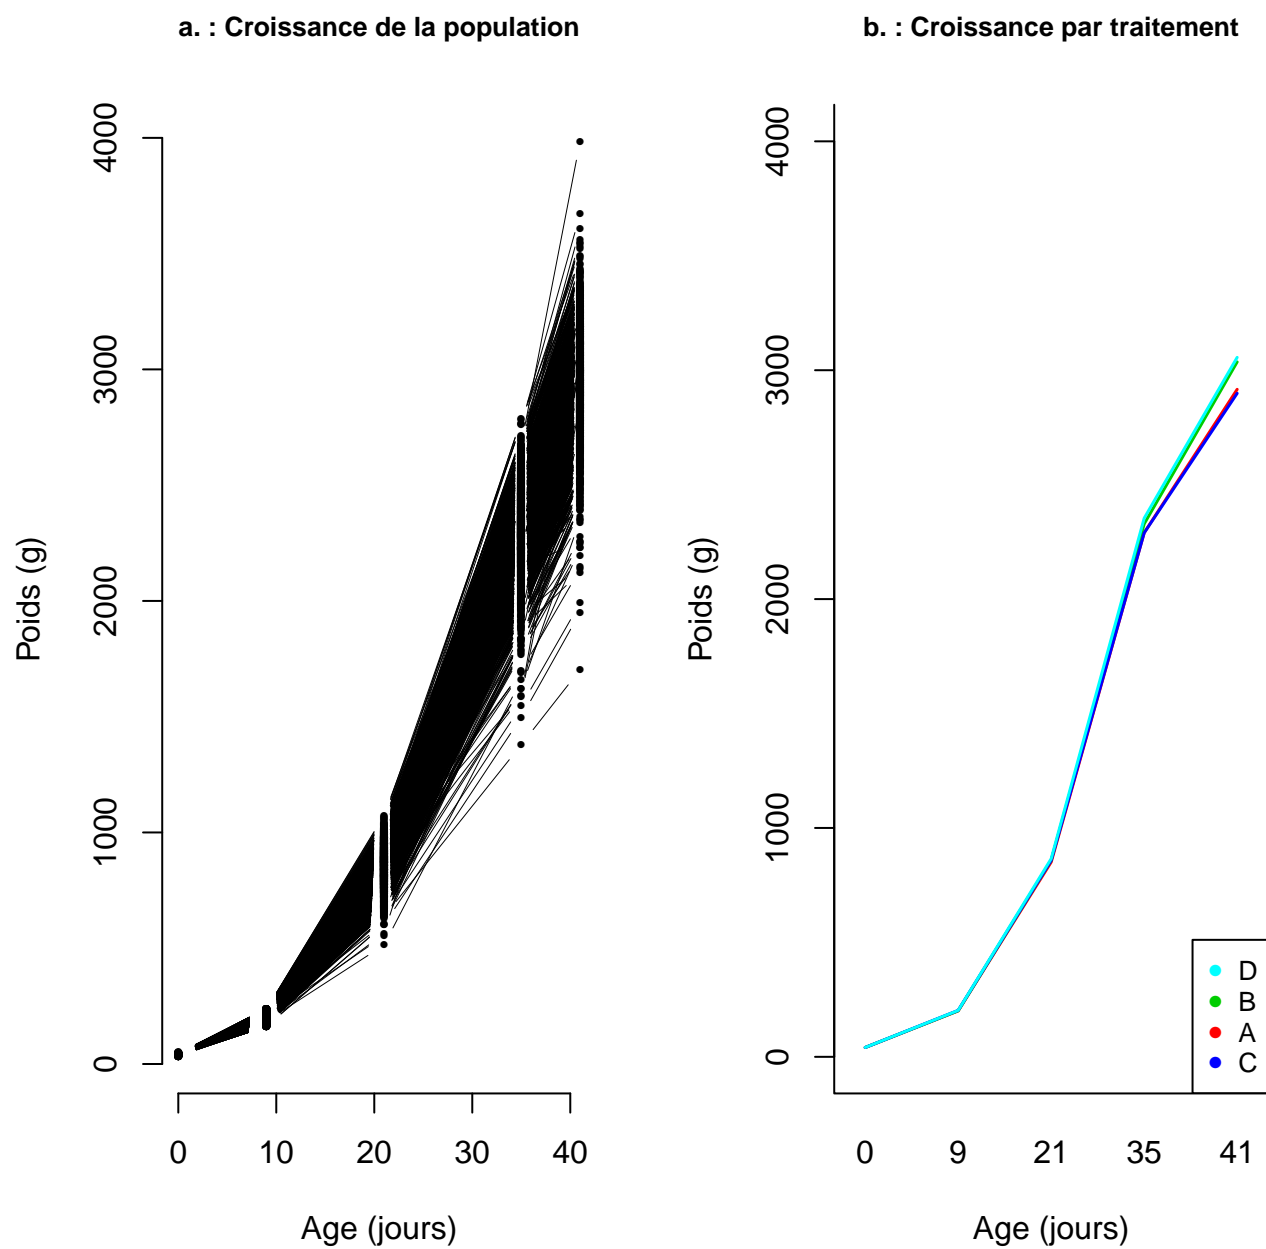 a. : Croissance de la population
Poids (g)
4000
3000
2000
1000
0
0 10 20 30 40
Age (jours)
b. : Croissance par traitement
Poids (g)
4000
3000
2000
1000
0
D
B
A
C
0 9 21 35 41
Age (jours)